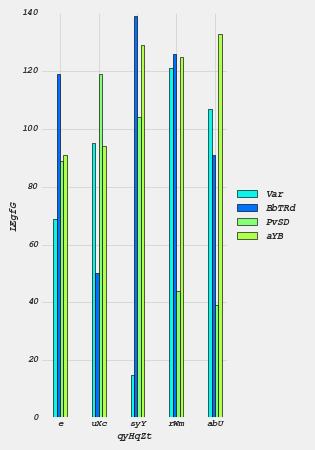 140
120
100
80
60
40
20
0
LEgfG
e uXc syY rWm abU
qyHqZt
Var
BbTRd
PvSD
aYB